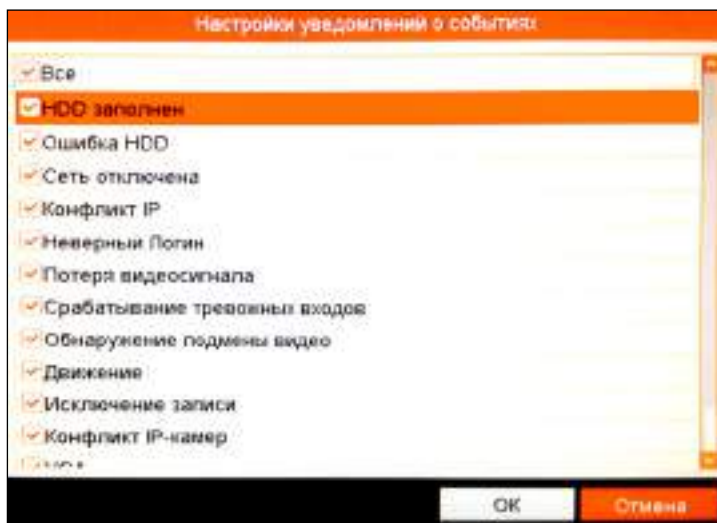 Настройки уведомлений о событиях
Все
HDD заполнен
Ошибка HDD
Сеть отключена
Конфликт IP
Неверный Логин
Потеря видеосигнала
Срабатывание тревожных входов
Обнаружение подмены видео
Движение
Исключение записи
Конфликт IP-камер
ОК
Отмена